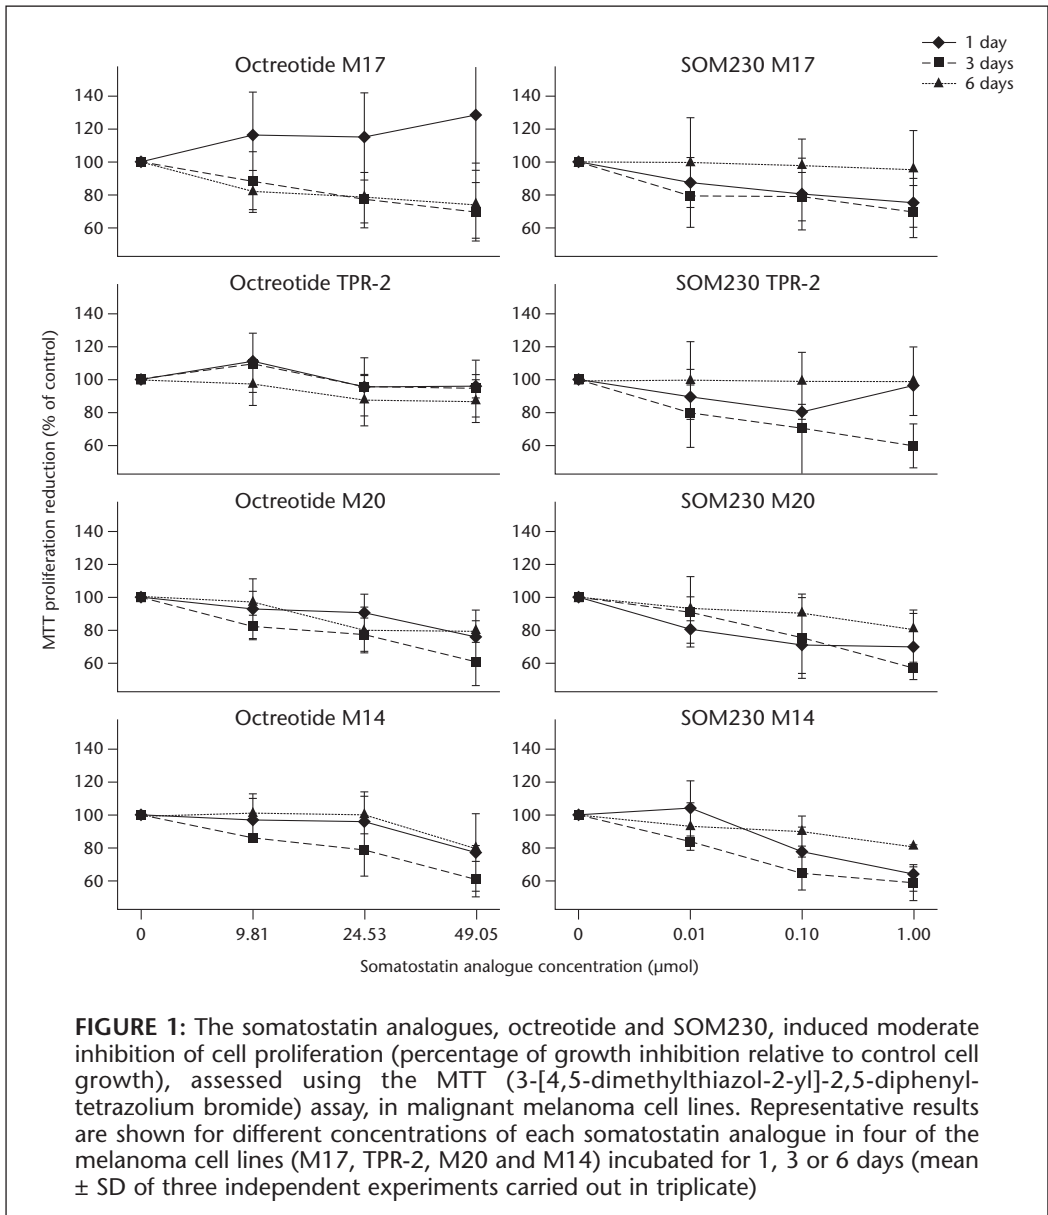 1 day
3 days
6 days
Octreotide M17
SOM230 M17
140
120
100
80
60
140
120
100
80
60
Octreotide TPR-2
SOM230 TPR-2
140
120
100
80
60
140
120
100
80
60
Octreotide M20
SOM230 M20
140
120
100
80
60
140
120
100
80
60
Octreotide M14
SOM230 M14
140
120
100
80
60
140
120
100
80
60
MTT proliferation reduction (% of control)
0 9.81 24.53 49.05
0 0.01 0.10 1.00
Somatostatin analogue concentration (µmol)
FIGURE 1: The somatostatin analogues, octreotide and SOM230, induced moderate
inhibition of cell proliferation (percentage of growth inhibition relative to control cell
growth), assessed using the MTT (3-[4,5-dimethylthiazol-2-yl]-2,5-diphenyl-
tetrazolium bromide) assay, in malignant melanoma cell lines. Representative results
are shown for different concentrations of each somatostatin analogue in four of the
melanoma cell lines (M17, TPR-2, M20 and M14) incubated for 1, 3 or 6 days (mean
± SD of three independent experiments carried out in triplicate)